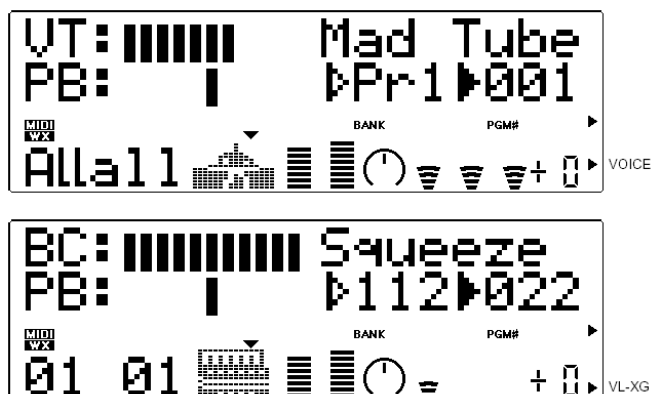 VT: Mad Tube
PB: Pr1 001
MIDI
WX
BANK PGM#
Allall + 0 VOICE
BC: Squeeze
PB: 112 022
MIDI
WX
BANK PGM#
01 01 + 0 VL-XG